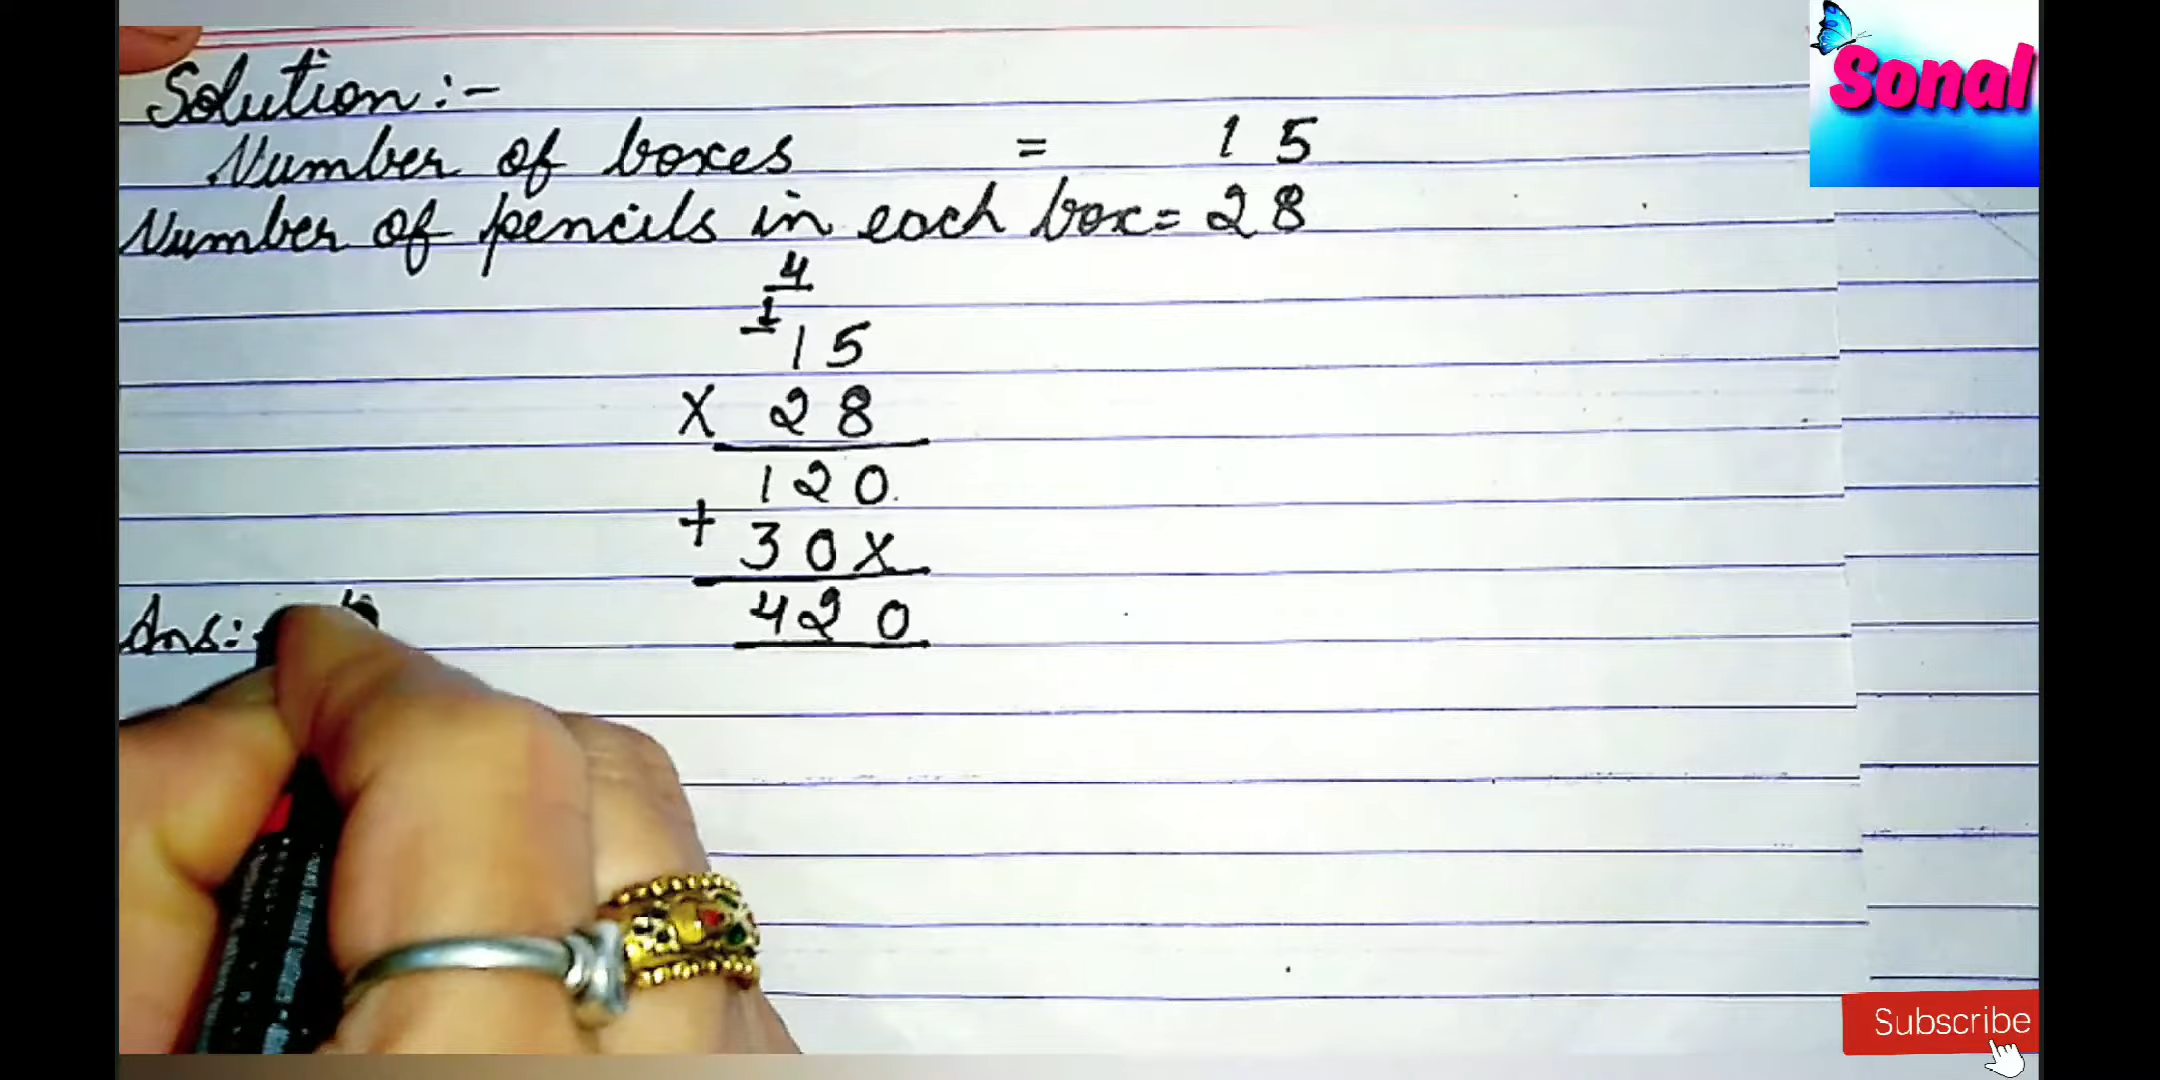 Solution:-
Number of boxes = 15
Number of pencils in each box = 28
4
1
15
x 28
120
+ 30x
420
Ans:
Sonal
Subscribe